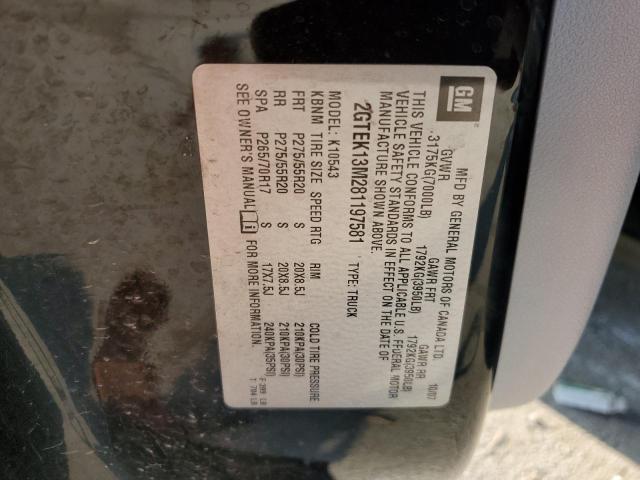 GM
MFD BY GENERAL MOTORS OF CANADA LTD. 10/07
GVWR GAWR FRT GAWR RR
3175KG(7000LB) 1792KG(3950LB) 1792KG(3950LB)
THIS VEHICLE CONFORMS TO ALL APPLICABLE U.S. FEDERAL MOTOR
VEHICLE SAFETY STANDARDS IN EFFECT ON THE DATE OF
MANUFACTURE SHOWN ABOVE.
2GTEK13M281197581 TYPE: TRUCK
MODEL: K10543
KBNM TIRE SIZE SPEED RTG RIM COLD TIRE PRESSURE
FRT P275/55R20 S 20X8.5J 210KPA(30PSI)
RR P275/55R20 S 20X8.5J 210KPA(30PSI)
SPA P265/70R17 S 17X7.5J 240KPA(35PSI)
SEE OWNER'S MANUAL i FOR MORE INFORMATION.